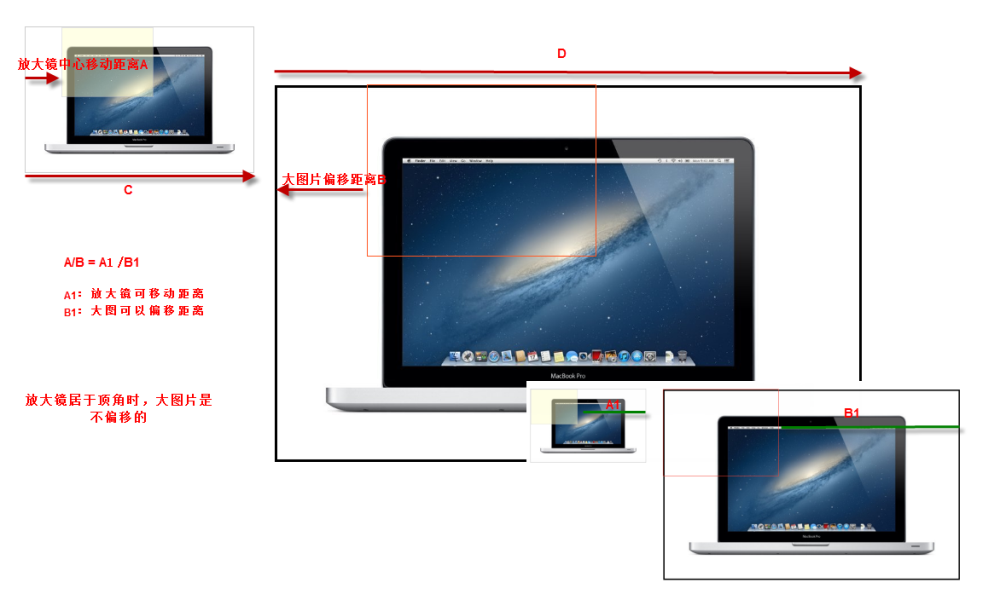 放大镜中心移动距离A
D
大图片偏移距离B
C
A/B = A1 /B1
A1：放大镜可移动距离
B1：大图可以偏移距离
MacBook Pro
放大镜居于顶角时，大图片是
不偏移的
A1
B1